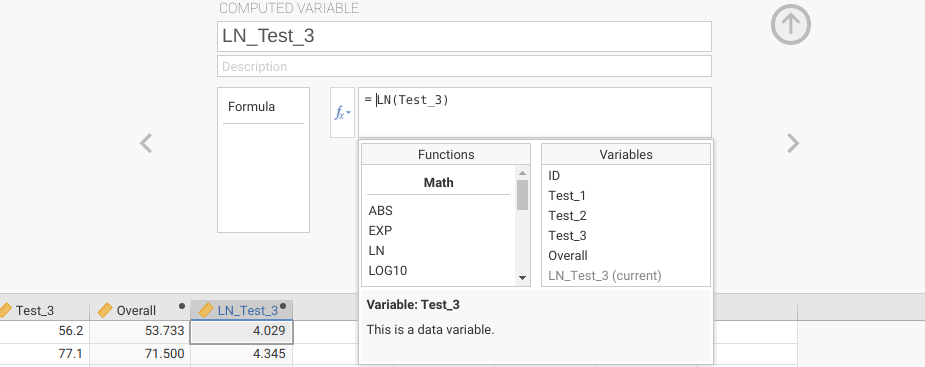 COMPUTED VARIABLE
LN_Test_3
Description
Formula
fx
= LN(Test_3)
Functions
Variables
Math
ABS
EXP
LN
LOG10
ID
Test_1
Test_2
Test_3
Overall
LN_Test_3 (current)
Variable: Test_3
This is a data variable.
Test_3 Overall LN_Test_3
56.2 53.733 4.029
77.1 71.500 4.345